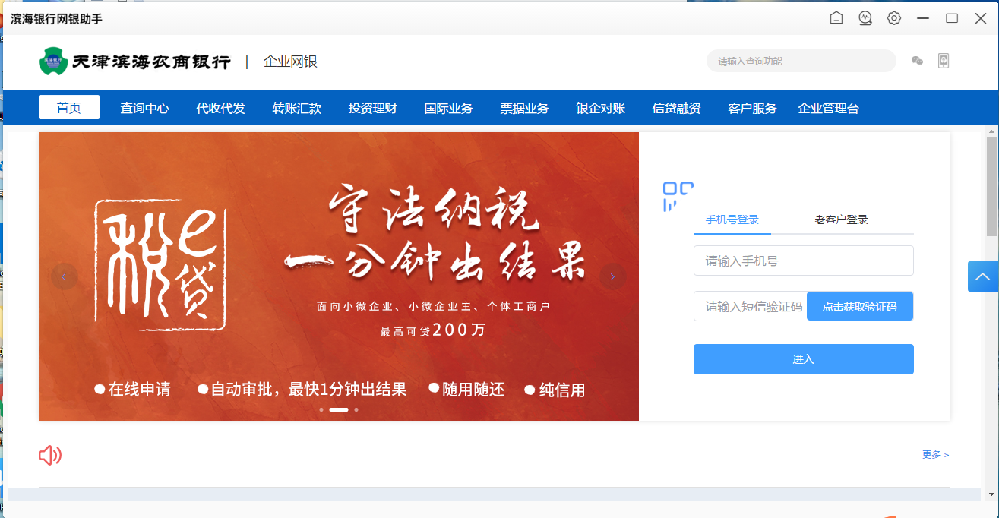 滨海银行网银助手
天津滨海农商银行 | 企业网银
请输入查询功能
首页 查询中心 代收代发 转账汇款 投资理财 国际业务 票据业务 银企对账 信贷融资 客户服务 企业管理台
税e贷
守法纳税
一分钟出结果
面向小微企业、小微企业主、个体工商户
最高可贷200万
在线申请 自动审批，最快1分钟出结果 随用随还 纯信用
手机号登录 老客户登录
请输入手机号
请输入短信验证码 点击获取验证码
进入
更多 >